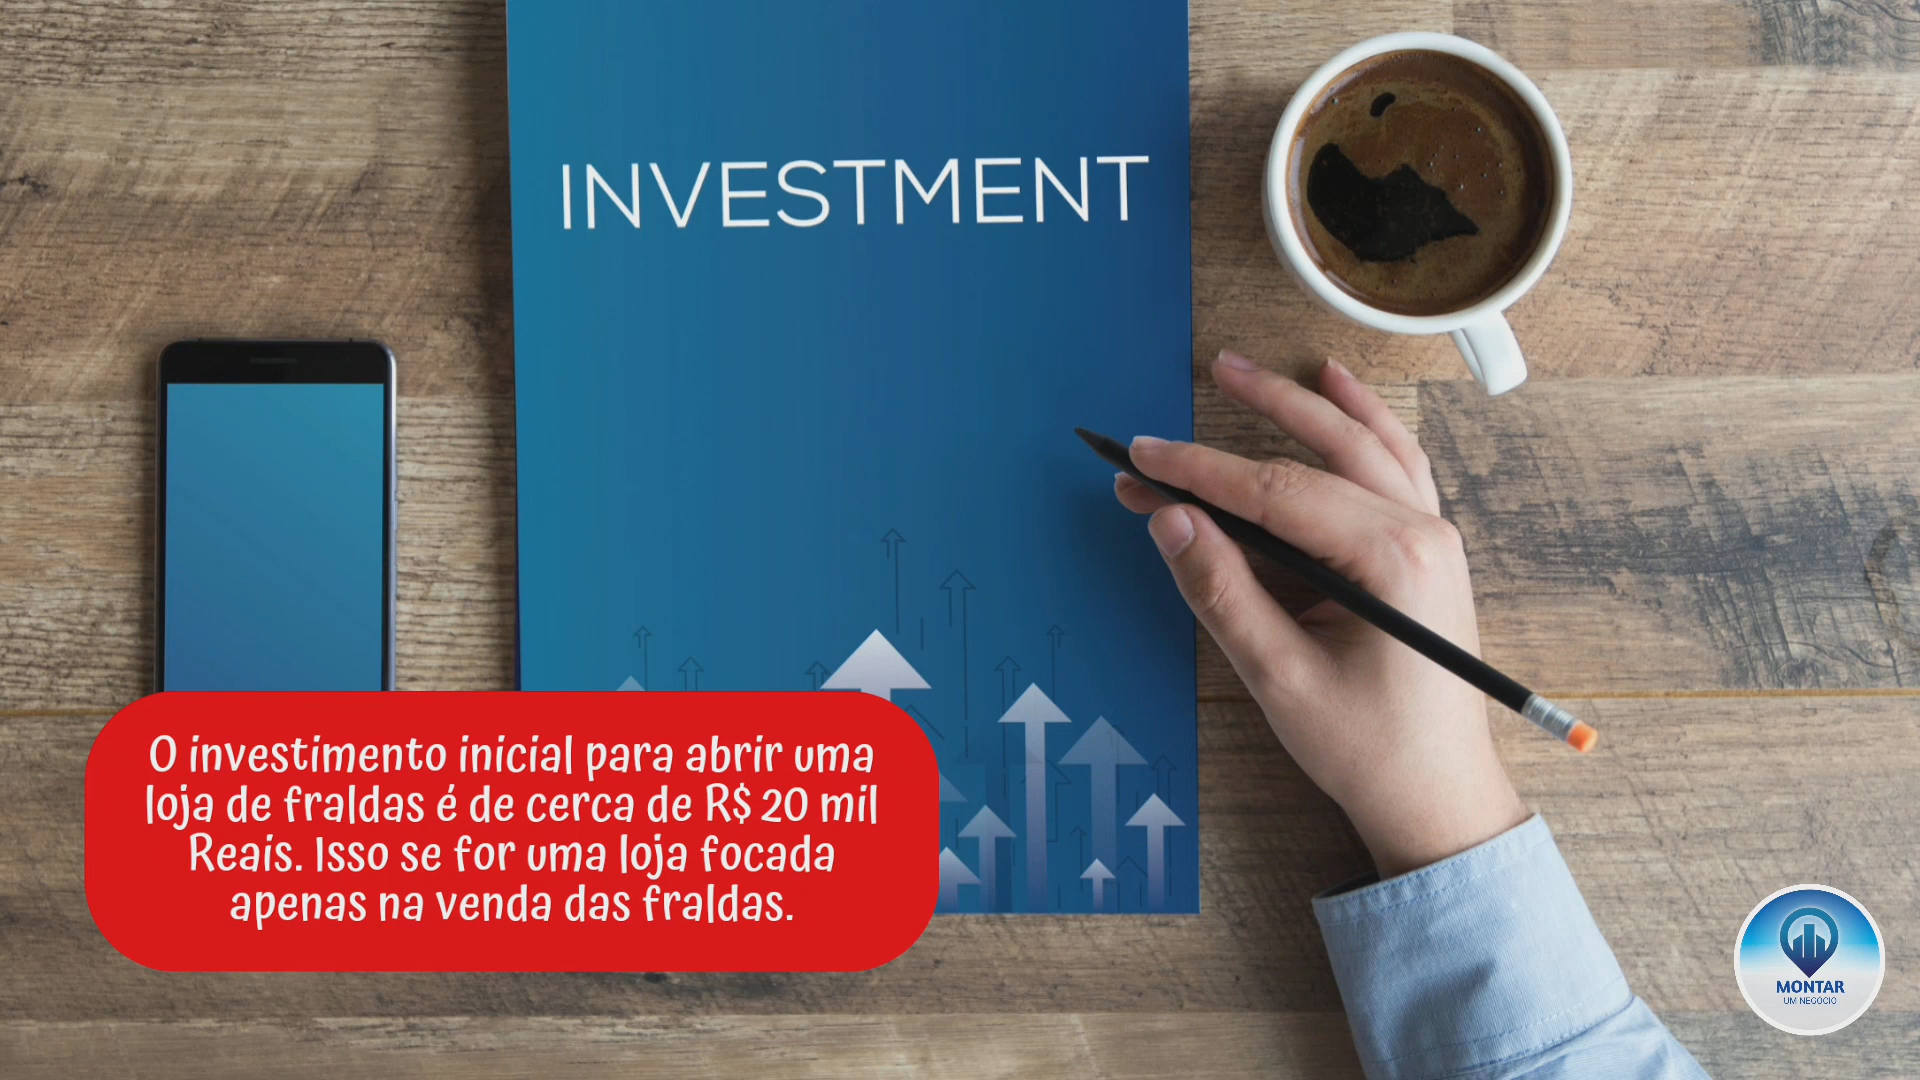 INVESTMENT
O investimento inicial para abrir uma
loja de fraldas é de cerca de R$ 20 mil
Reais. Isso se for uma loja focada
apenas na venda das fraldas.
MONTAR
UM NEGÓCIO